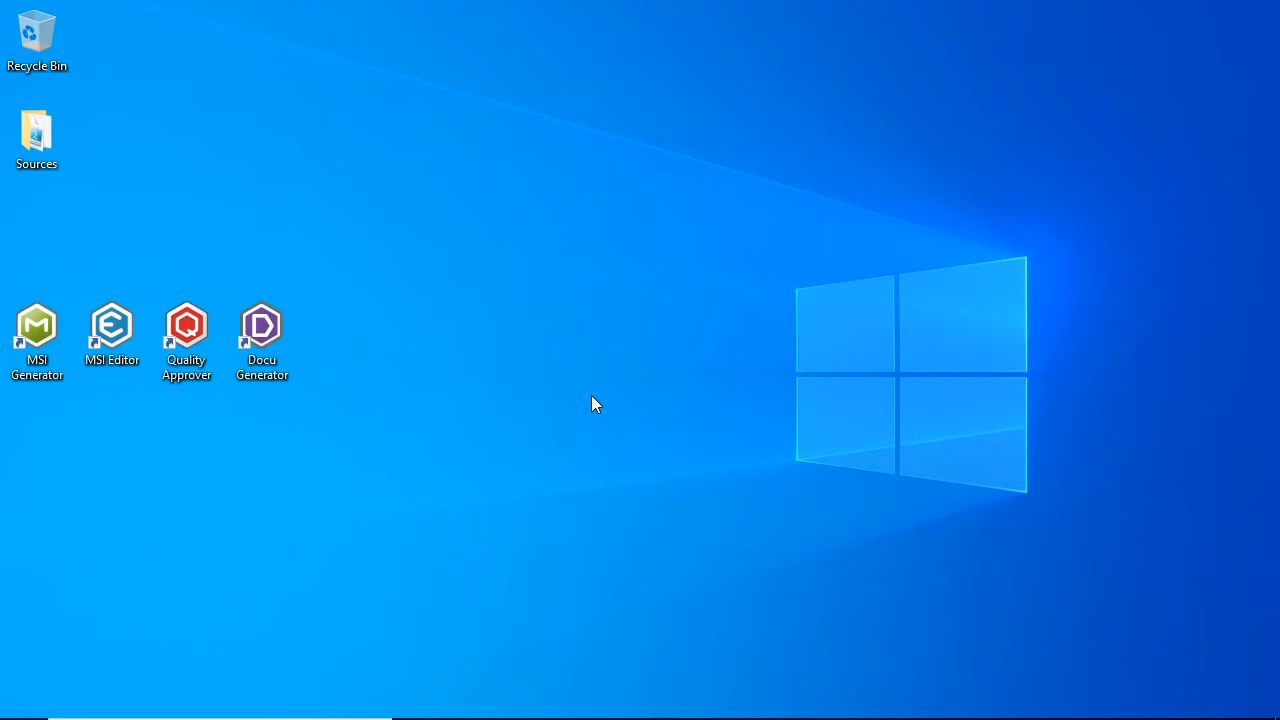 Recycle Bin
Sources
MSI
Generator
MSI Editor
Quality
Approver
Docu
Generator